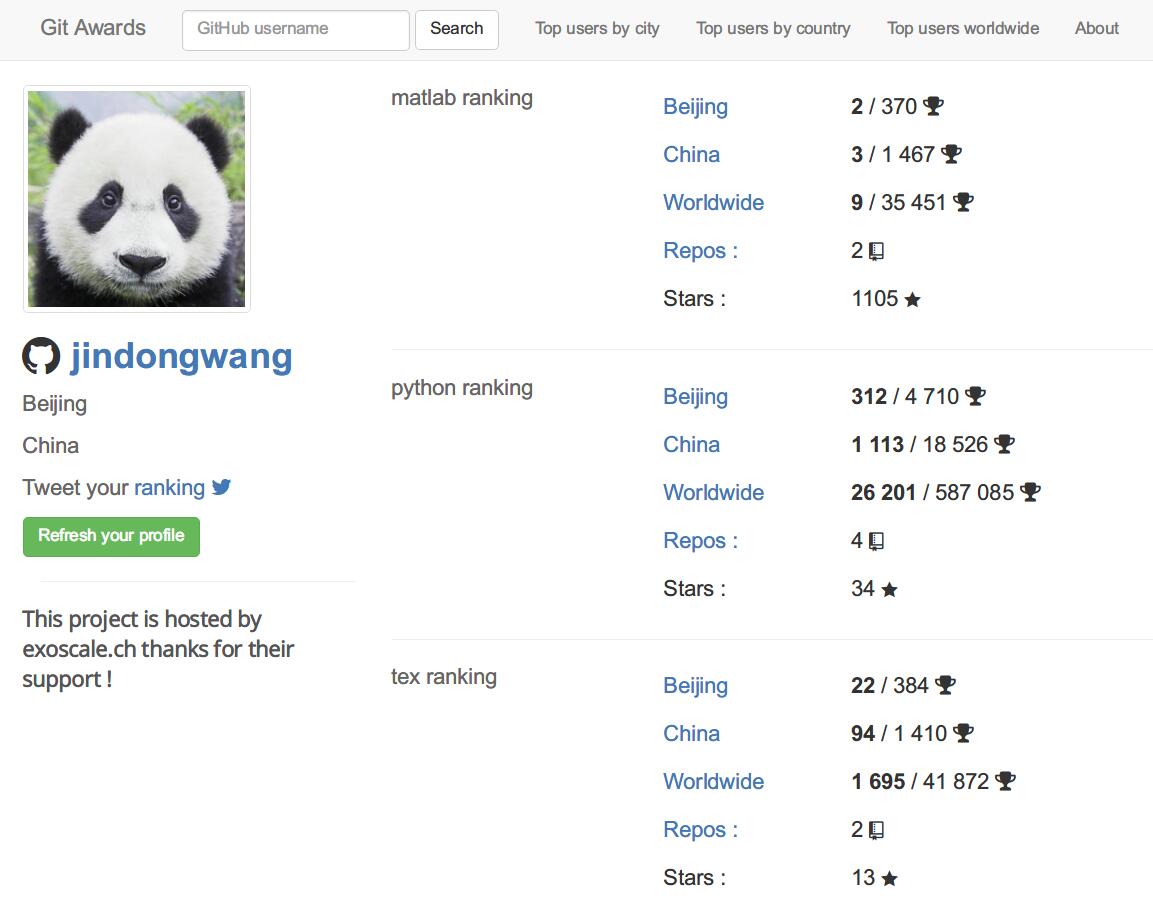 Git Awards GitHub username Search Top users by city Top users by country Top users worldwide About
jindongwang
Beijing
China
Tweet your ranking
Refresh your profile
This project is hosted by
exoscale.ch thanks for their
support !
matlab ranking
Beijing 2 / 370
China 3 / 1 467
Worldwide 9 / 35 451
Repos : 2
Stars : 1105
python ranking
Beijing 312 / 4 710
China 1 113 / 18 526
Worldwide 26 201 / 587 085
Repos : 4
Stars : 34
tex ranking
Beijing 22 / 384
China 94 / 1 410
Worldwide 1 695 / 41 872
Repos : 2
Stars : 13